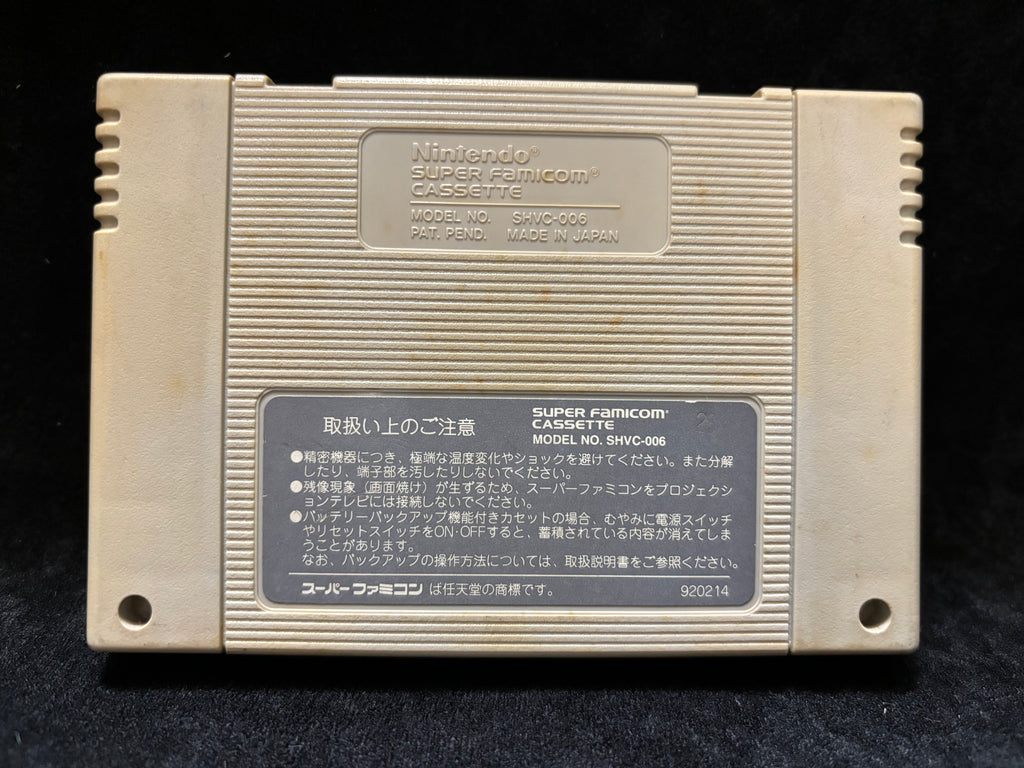 Nintendo®
SUPER FAMICOM®
CASSETTE
MODEL NO. SHVC-006
PAT. PEND. MADE IN JAPAN
取扱い上のご注意
SUPER FAMICOM®
CASSETTE
MODEL NO. SHVC-006
●精密機器につき、極端な温度変化やショックを避けてください。また分解
したり、端子部を汚したりしないでください。
●残像現象（画面焼け）が生ずるため、スーパーファミコンをプロジェクシ
ョンテレビには接続しないでください。
●バッテリーバックアップ機能付きカセットの場合、むやみに電源スイッチ
やリセットスイッチをON·OFFすると、蓄積されている内容が消えてしま
うことがあります。
なお、バックアップの操作方法については、取扱説明書をご参照ください。
スーパーファミコン は任天堂の商標です。
920214